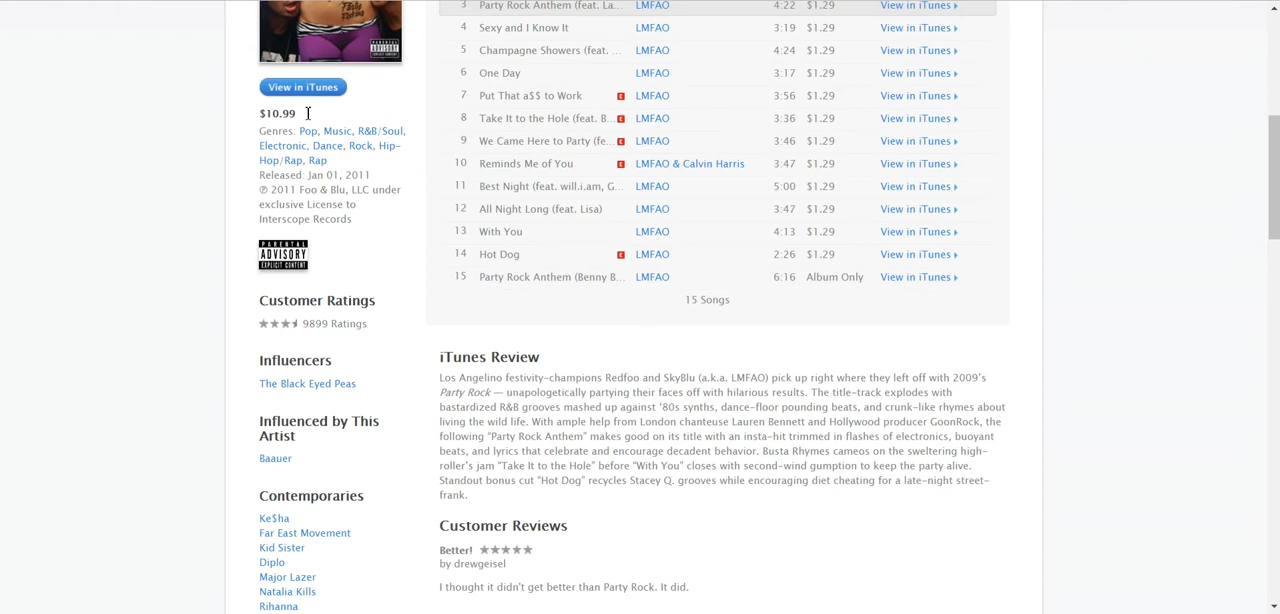 Party Rock
PARENTAL
ADVISORY
EXPLICIT CONTENT
View in iTunes
$10.99
Genres: Pop, Music, R&B/Soul,
Electronic, Dance, Rock, Hip-
Hop/Rap, Rap
Released: Jan 01, 2011
℗ 2011 Foo & Blu, LLC under
exclusive License to
Interscope Records
PARENTAL
ADVISORY
EXPLICIT CONTENT
Customer Ratings
9899 Ratings
Influencers
The Black Eyed Peas
Influenced by This
Artist
Baauer
Contemporaries
Ke$ha
Far East Movement
Kid Sister
Diplo
Major Lazer
Natalia Kills
Rihanna
3 Party Rock Anthem (feat. La... LMFAO 4:22 $1.29 View in iTunes
4 Sexy and I Know It LMFAO 3:19 $1.29 View in iTunes
5 Champagne Showers (feat. ... LMFAO 4:24 $1.29 View in iTunes
6 One Day LMFAO 3:17 $1.29 View in iTunes
7 Put That a$$ to Work E LMFAO 3:56 $1.29 View in iTunes
8 Take It to the Hole (feat. B... E LMFAO 3:36 $1.29 View in iTunes
9 We Came Here to Party (fe... E LMFAO 3:46 $1.29 View in iTunes
10 Reminds Me of You E LMFAO & Calvin Harris 3:47 $1.29 View in iTunes
11 Best Night (feat. will.i.am, G... LMFAO 5:00 $1.29 View in iTunes
12 All Night Long (feat. Lisa) LMFAO 3:47 $1.29 View in iTunes
13 With You LMFAO 4:13 $1.29 View in iTunes
14 Hot Dog E LMFAO 2:26 $1.29 View in iTunes
15 Party Rock Anthem (Benny B... LMFAO 6:16 Album Only View in iTunes
15 Songs
iTunes Review
Los Angelino festivity-champions Redfoo and SkyBlu (a.k.a. LMFAO) pick up right where they left off with 2009’s
Party Rock — unapologetically partying their faces off with hilarious results. The title-track explodes with
bastardized R&B grooves mashed up against ‘80s synths, dance-floor pounding beats, and crunk-like rhymes about
living the wild life. With ample help from London chanteuse Lauren Bennett and Hollywood producer GoonRock, the
following “Party Rock Anthem” makes good on its title with an insta-hit trimmed in flashes of electronics, buoyant
beats, and lyrics that celebrate and encourage decadent behavior. Busta Rhymes cameos on the sweltering high-
roller’s jam “Take It to the Hole” before “With You” closes with second-wind gumption to keep the party alive.
Standout bonus cut “Hot Dog” recycles Stacey Q. grooves while encouraging diet cheating for a late-night street-
frank.
Customer Reviews
Better!
by drewgeisel
I thought it didn't get better than Party Rock. It did.